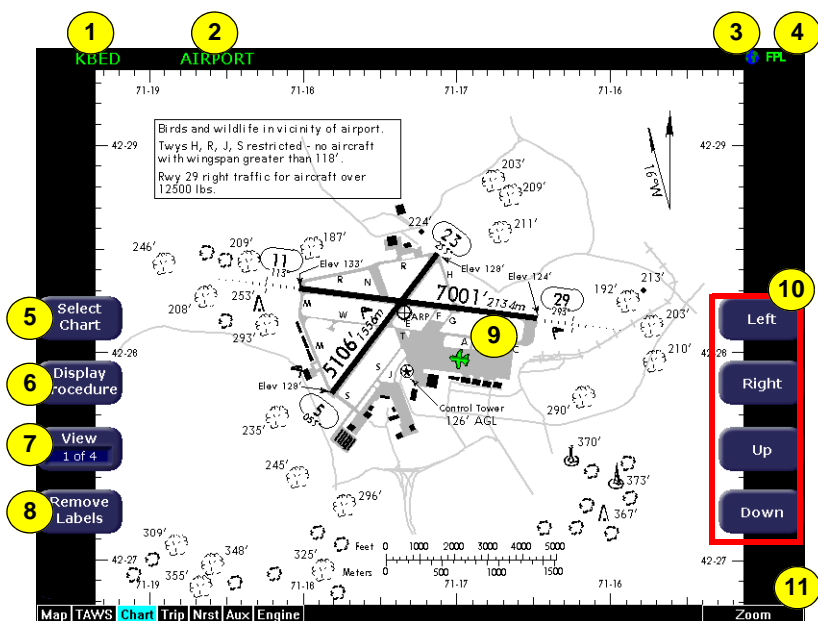 1
2
3
4
KBED
AIRPORT
FPL
71-19
71-18
71-17
71-16
42-29
42-29
Birds and wildlife in vicinity of airport.
Twys H, R, J, S restricted - no aircraft
with wingspan greater than 118'.
Rwy 29 right traffic for aircraft over
12500 lbs.
16°W
203'
209'
211'
224'
187'
209'
246'
23
233°
11
113°
Elev 133'
R
H
Elev 128'
Elev 124'
213'
R
N
7001'
2134m
29
293°
192'
10
208'
253'
M
W
A
ARP
F
G
E
203'
5
Select
Chart
293'
M
T
A
C
9
Left
210'
42-28
42-28
5106'
1556m
6
Display
Procedure
Elev 128'
S
J
Right
5
053°
S
Control Tower
126' AGL
290'
235'
7
View
1 of 4
370'
Up
245'
373'
8
Remove
Labels
296'
367'
Down
309'
348'
325'
355'
Feet
0
1000
2000
3000
4000
5000
Meters
0
500
1000
1500
42-27
42-27
71-19
71-18
71-17
71-16
11
Map
TAWS
Chart
Trip
Nrst
Aux
Engine
Zoom